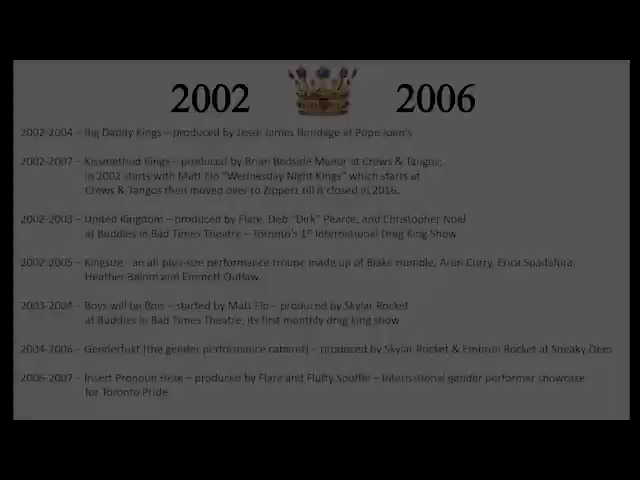 2002 2006
2002-2004 – Big Daddy Kings – produced by Jesse James Bondage at Pope Joan's
2002-2007 – Kissmethod Kings – produced by Brian Bedside Manor at Crews & Tangos;
in 2002 starts with Matt Flo "Wednesday Night Kings" which starts at
Crews & Tangos then moved over to Zipperz till it closed in 2016.
2002-2003 – United Kingdom – produced by Flare, Deb "Dirk" Pearce, and Christopher Noel
at Buddies in Bad Times Theatre – Toronto's 1st International Drag King Show
2002-2005 – Kingsize - an all plus-size performance troupe made up of Blake Humble, Curry, Erica Spadafora,
Heather Balom and Emmett Outlaw.
2003-2004 – Boys will be Bois – started by Matt Flo – produced by Skylar Rocket
at Buddies in Bad Times Theatre, its first monthly drag king show
2004-2006 – Genderfukt (the gender performance cabaret) – produced by Skylar Rocket & Embrun Rocket at Sneaky Dees
2006-2007 – Insert Pronoun Here – produced by Flare and Fluffy Souffle – International gender performer showcase
for Toronto Pride